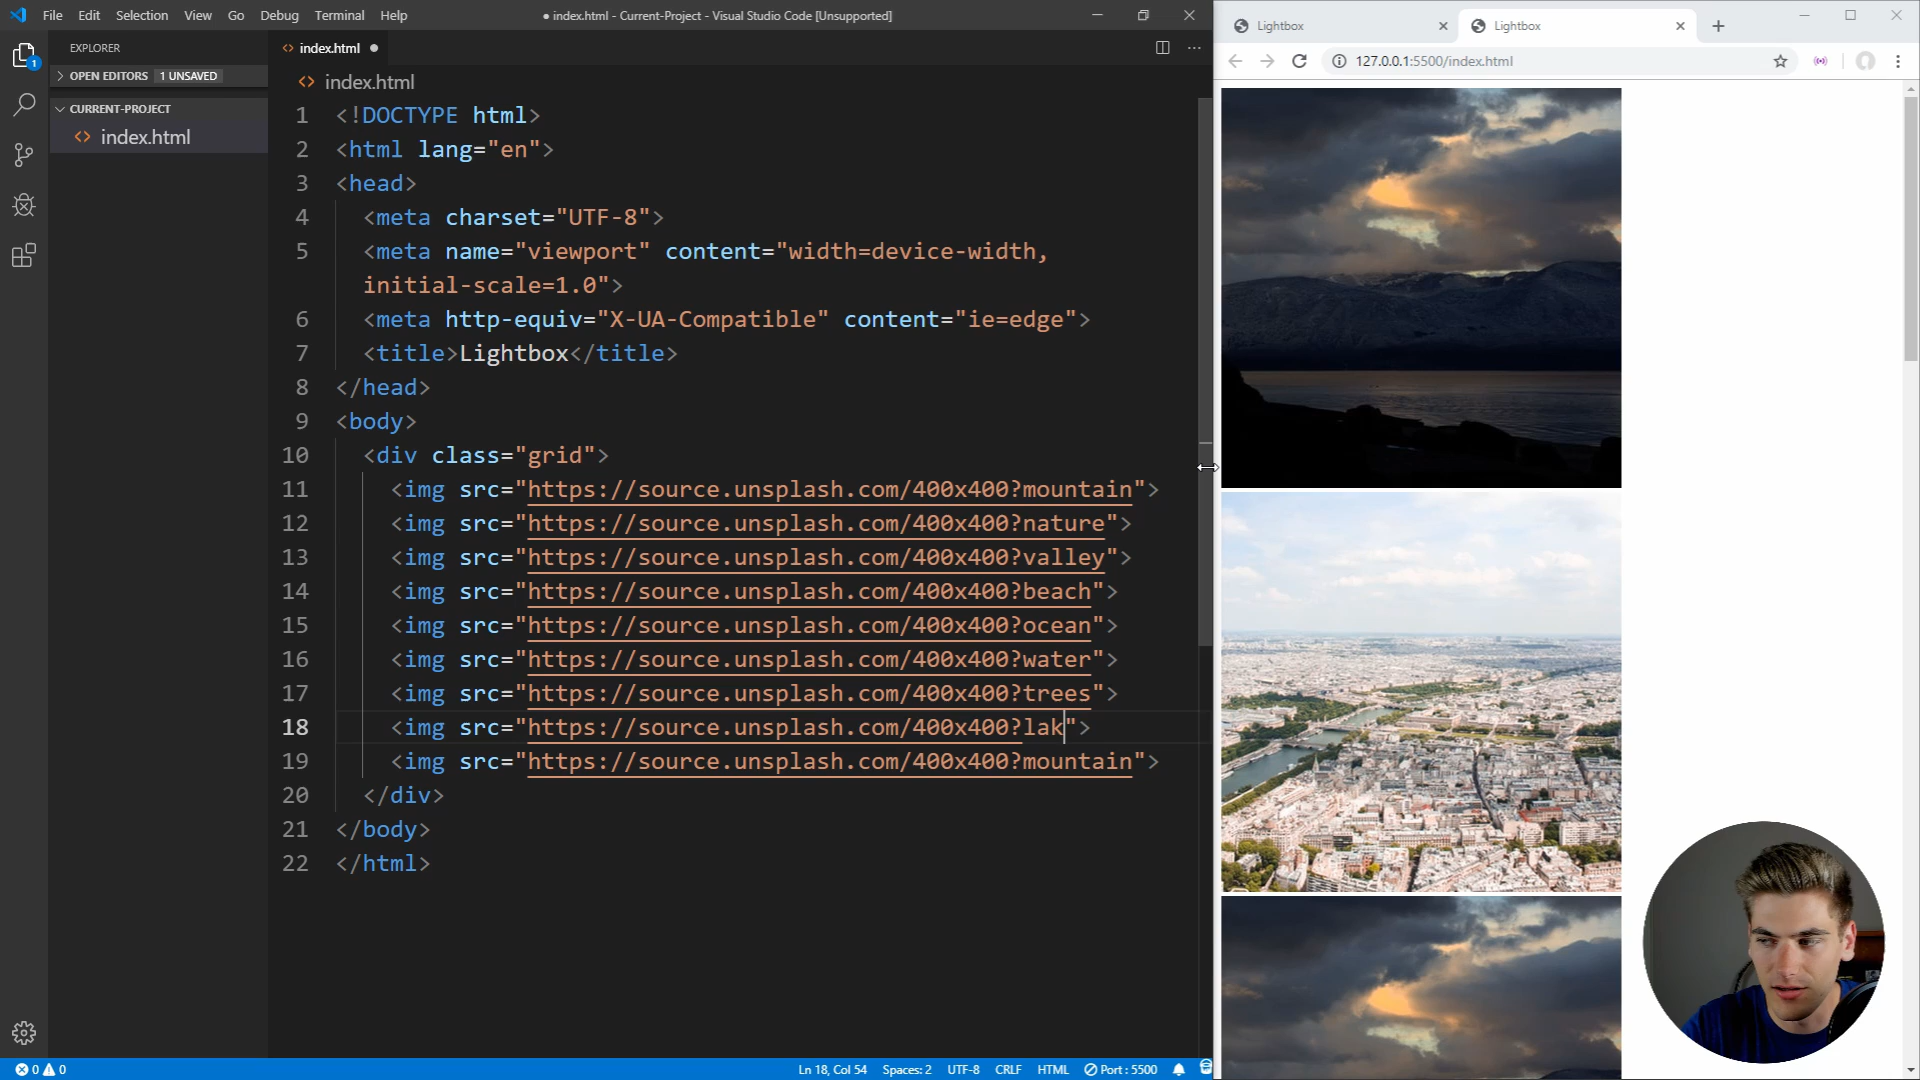 File Edit Selection View Go Debug Terminal Help
● index.html - Current-Project - Visual Studio Code [Unsupported]
EXPLORER
OPEN EDITORS 1 UNSAVED
CURRENT-PROJECT
<> index.html
1
<> index.html ●
<> index.html
1 <!DOCTYPE html>
2 <html lang="en">
3 <head>
4 <meta charset="UTF-8">
5 <meta name="viewport" content="width=device-width,
initial-scale=1.0">
6 <meta http-equiv="X-UA-Compatible" content="ie=edge">
7 <title>Lightbox</title>
8 </head>
9 <body>
10 <div class="grid">
11 <img src="https://source.unsplash.com/400x400?mountain">
12 <img src="https://source.unsplash.com/400x400?nature">
13 <img src="https://source.unsplash.com/400x400?valley">
14 <img src="https://source.unsplash.com/400x400?beach">
15 <img src="https://source.unsplash.com/400x400?ocean">
16 <img src="https://source.unsplash.com/400x400?water">
17 <img src="https://source.unsplash.com/400x400?trees">
18 <img src="https://source.unsplash.com/400x400?lak">
19 <img src="https://source.unsplash.com/400x400?mountain">
20 </div>
21 </body>
22 </html>
0 0
Ln 18, Col 54 Spaces: 2 UTF-8 CRLF HTML Port : 5500
Lightbox
Lightbox
127.0.0.1:5500/index.html